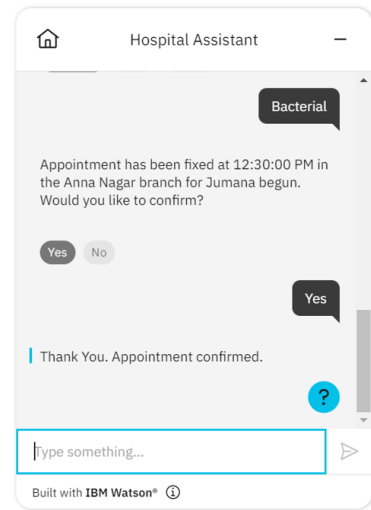 Hospital Assistant
Bacterial
Appointment has been fixed at 12:30:00 PM in
the Anna Nagar branch for Jumana begun.
Would you like to confirm?
Yes No
Yes
Thank You. Appointment confirmed.
?
Type something...
Built with IBM Watson®